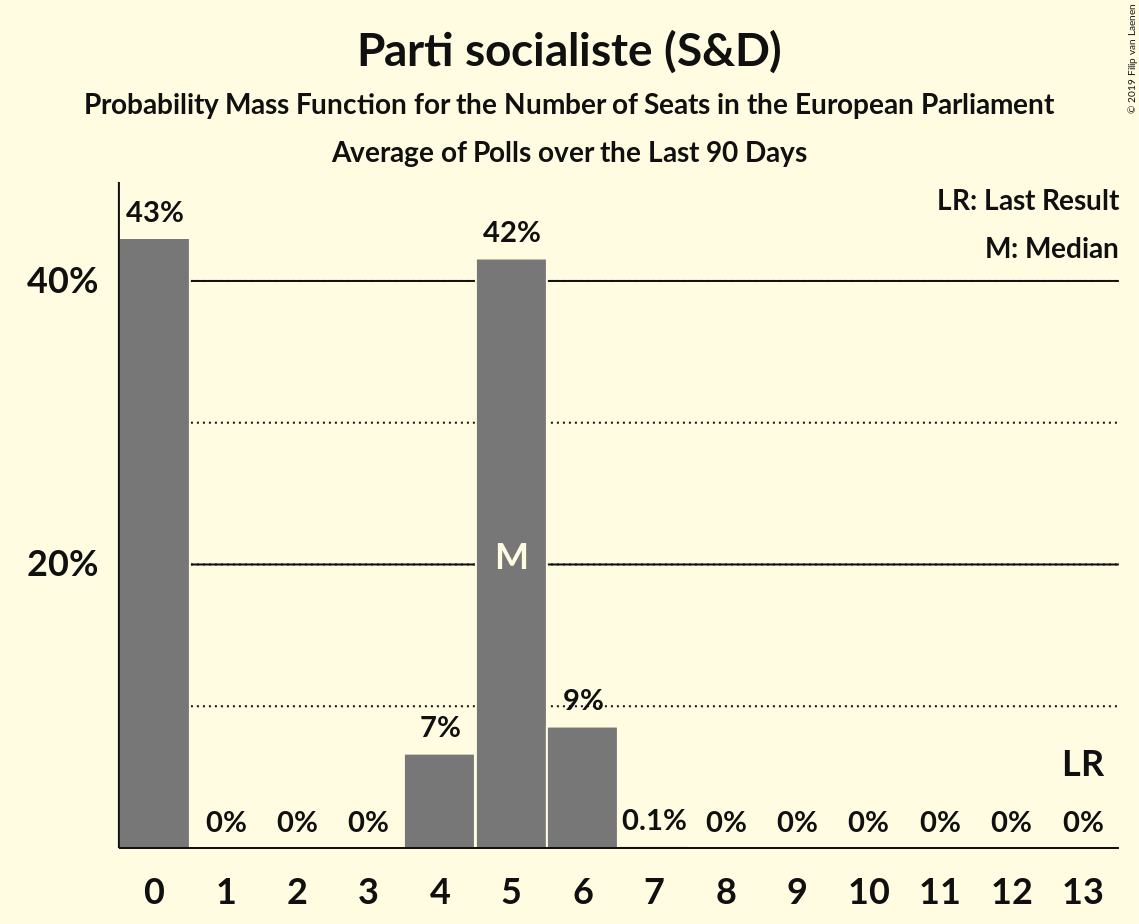 Parti socialiste (S&D)
Probability Mass Function for the Number of Seats in the European Parliament
Average of Polls over the Last 90 Days
© 2019 Filip van Laenen
LR: Last Result
M: Median
43%
42%
40%
20%
M
9%
7%
LR
0% 0% 0% 0.1% 0% 0% 0% 0% 0% 0%
0 1 2 3 4 5 6 7 8 9 10 11 12 13